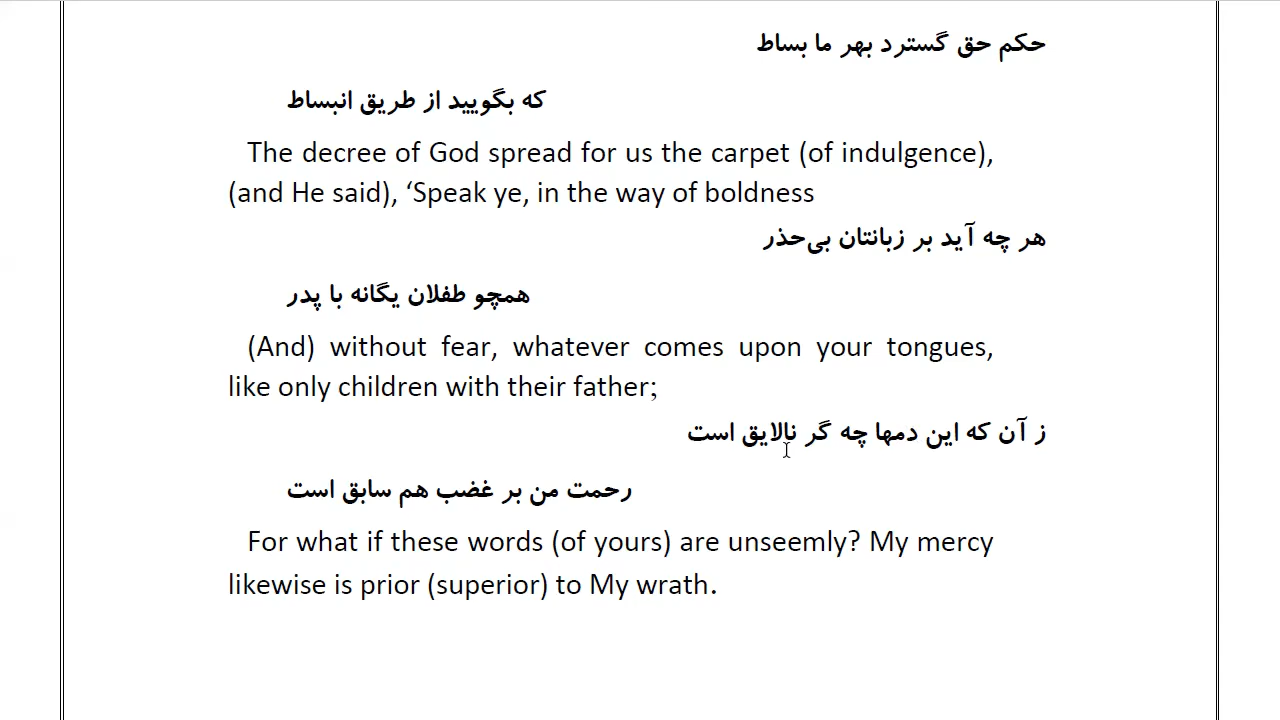 حکم حق گسترد بهر ما بساط
که بگویید از طریق انبساط
The decree of God spread for us the carpet (of indulgence),
(and He said), ‘Speak ye, in the way of boldness
هر چه آید بر زبانتان بی‌حذر
همچو طفلان یگانه با پدر
(And) without fear, whatever comes upon your tongues,
like only children with their father;
ز آن که این دمها چه گر نالایق است
رحمت من بر غضب هم سابق است
For what if these words (of yours) are unseemly? My mercy
likewise is prior (superior) to My wrath.